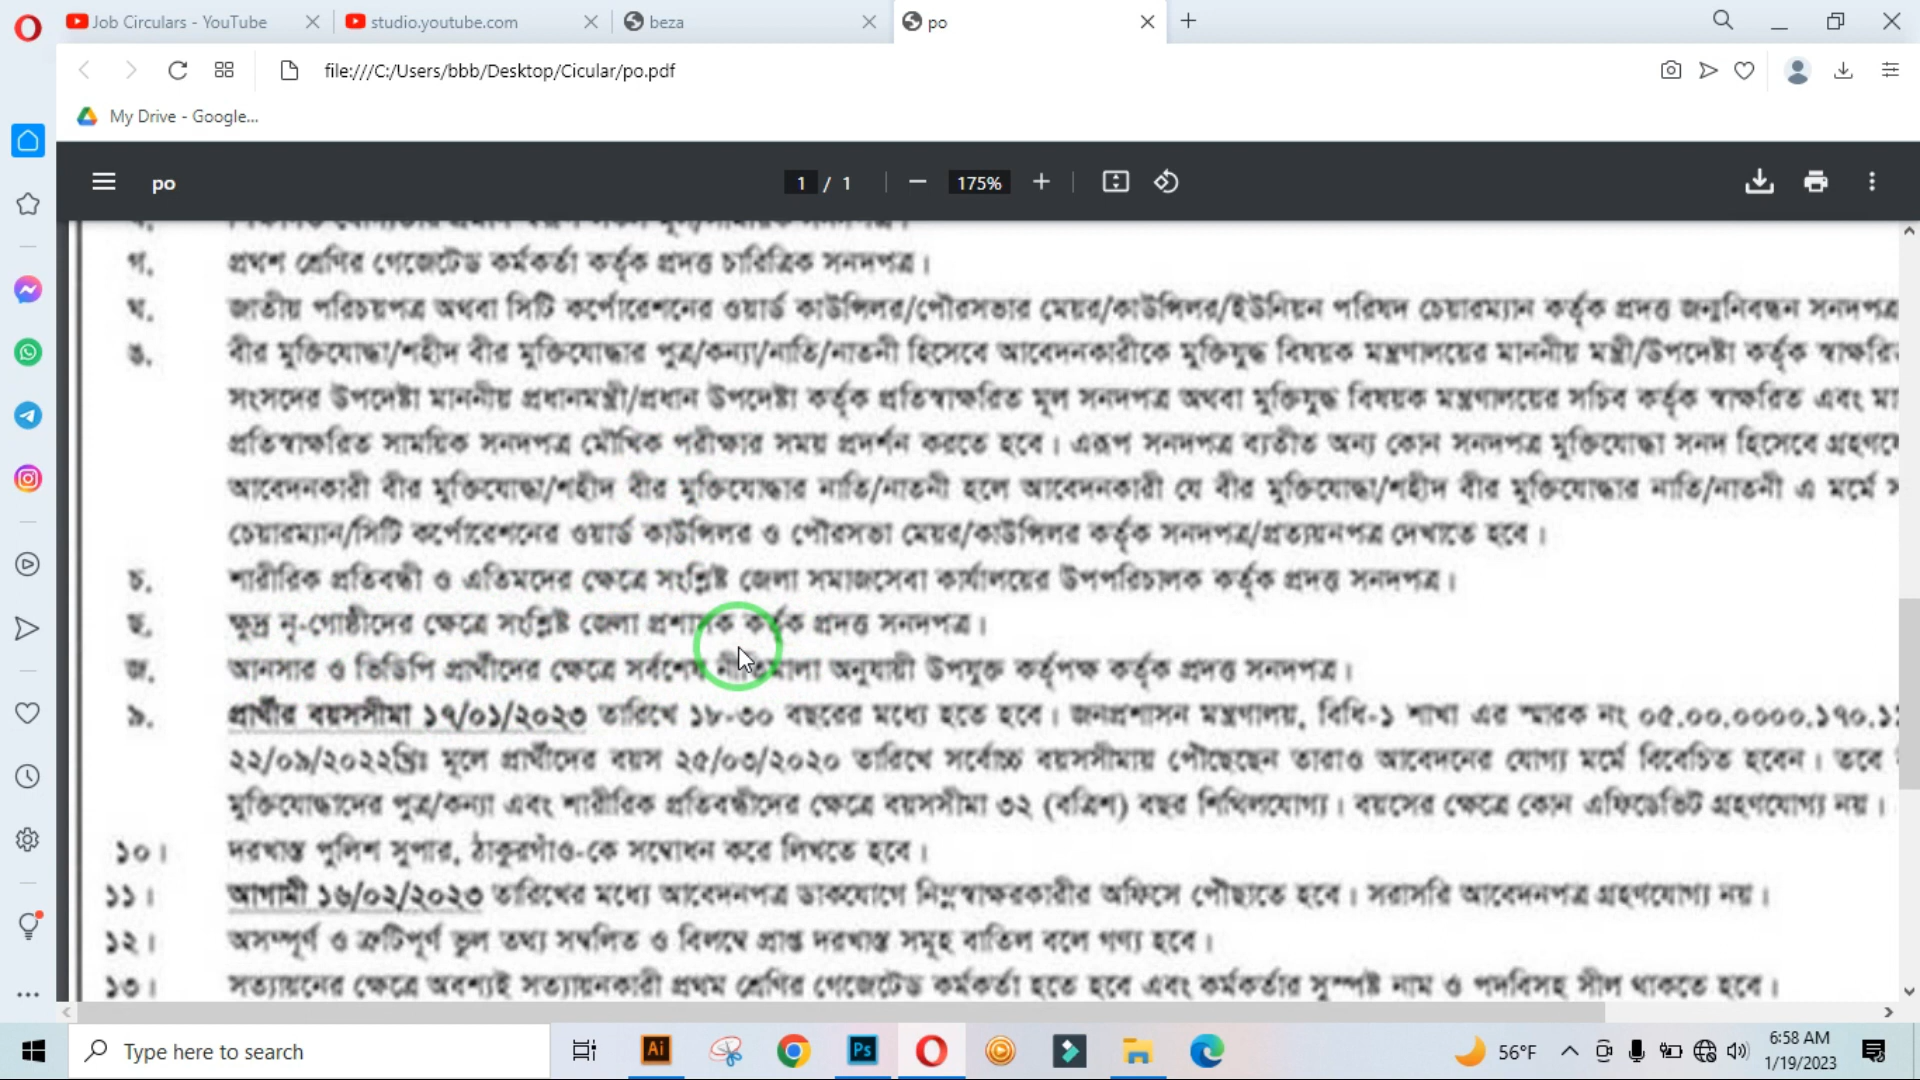 Job Circulars - YouTube
studio.youtube.com
beza
po
file:///C:/Users/bbb/Desktop/Cicular/po.pdf
My Drive - Google...
po
1 / 1
175%
গ. প্রথশ শ্রেণির গেজেটেড কর্মকর্তা কর্তৃক প্রদত্ত চারিত্রিক সনদপত্র।
ঘ. জাতীয় পরিচয়পত্র অথবা সিটি কর্পোরেশনের ওয়ার্ড কাউন্সিলর/পৌরসভার মেয়র/কাউন্সিলর/ইউনিয়ন পরিষদ চেয়ারম্যান কর্তৃক প্রদত্ত জন্মনিবন্ধন সনদপত্র
ঙ. বীর মুক্তিযোদ্ধা/শহীদ বীর মুক্তিযোদ্ধার পুত্র/কন্যা/নাতি/নাতনী হিসেবে আবেদনকারীকে মুক্তিযুদ্ধ বিষয়ক মন্ত্রণালয়ের মাননীয় মন্ত্রী/উপদেষ্টা কর্তৃক
সংসদের উপদেষ্টা মাননীয় প্রধানমন্ত্রী/প্রধান উপদেষ্টা কর্তৃক প্রতিস্বাক্ষরিত মূল সনদপত্র অথবা মুক্তিযুদ্ধ বিষয়ক মন্ত্রণালয়ের সচিব কর্তৃক স্বাক্ষরিত এবং
প্রতিস্বাক্ষরিত সাময়িক সনদপত্র মৌখিক পরীক্ষার সময় প্রদর্শন করতে হবে। এরূপ সনদপত্র ব্যতীত অন্য কোন সনদপত্র মুক্তিযোদ্ধা সনদ হিসেবে
আবেদনকারী বীর মুক্তিযোদ্ধা/শহীদ বীর মুক্তিযোদ্ধার নাতি/নাতনী হলে আবেদনকারী যে বীর মুক্তিযোদ্ধা/শহীদ বীর মুক্তিযোদ্ধার নাতি/নাতনী এ মর্মে
চেয়ারম্যান/সিটি কর্পোরেশনের ওয়ার্ড কাউন্সিলর ও পৌরসভা মেয়র/কাউন্সিলর কর্তৃক সনদপত্র/প্রত্যয়নপত্র দেখাতে হবে।
চ. শারীরিক প্রতিবন্ধী ও এতিমদের ক্ষেত্রে সংশ্লিষ্ট জেলা সমাজসেবা কার্যালয়ের উপপরিচালক কর্তৃক প্রদত্ত সনদপত্র।
ছ. ক্ষুদ্র নৃ-গোষ্ঠীদের ক্ষেত্রে সংশ্লিষ্ট জেলা প্রশাসক কর্তৃক প্রদত্ত সনদপত্র।
জ. আনসার ও ভিডিপি প্রার্থীদের ক্ষেত্রে সর্বশেষ নীতিমালা অনুযায়ী উপযুক্ত কর্তৃপক্ষ কর্তৃক প্রদত্ত সনদপত্র।
৯. প্রার্থীর বয়সসীমা ১৭/০১/২০২৩ তারিখে ১৮-৩০ বছরের মধ্যে হতে হবে। জনপ্রশাসন মন্ত্রণালয়, বিধি-১ শাখা এর স্মারক নং ০৫.০০.০০০০.১৭০.
২২/০৯/২০২২খ্রিঃ মূলে প্রার্থীদের বয়স ২৫/০৩/২০২০ তারিখে সর্বোচ্চ বয়সসীমায় পৌছেছেন তারাও আবেদনের যোগ্য মর্মে বিবেচিত হবেন। তবে
মুক্তিযোদ্ধাদের পুত্র/কন্যা এবং শারীরিক প্রতিবন্ধীদের ক্ষেত্রে বয়সসীমা ৩২ (বত্রিশ) বছর শিথিলযোগ্য। বয়সের ক্ষেত্রে কোন এফিডেভিট গ্রহণযোগ্য নয়।
১০। দরখাস্ত পুলিশ সুপার, ঠাকুরগাঁও-কে সম্বোধন করে লিখতে হবে।
১১। আগামী ১৬/০২/২০২৩ তারিখের মধ্যে আবেদনপত্র ডাকযোগে নিম্নস্বাক্ষরকারীর অফিসে পৌছাতে হবে। সরাসরি আবেদনপত্র গ্রহণযোগ্য নয়।
১২। অসম্পূর্ণ ও ত্রুটিপূর্ণ ভুল তথ্য সম্বলিত ও বিলম্বে প্রাপ্ত দরখাস্ত সমূহ বাতিল বলে গণ্য হবে।
১৩। সত্যায়নের ক্ষেত্রে অবশ্যই সত্যায়নকারী প্রথম শ্রেণির গেজেটেড কর্মকর্তা হতে হবে এবং কর্মকর্তার সুস্পষ্ট নাম ও পদবিসহ সীল থাকতে হবে।
Type here to search
56°F
6:58 AM
1/19/2023